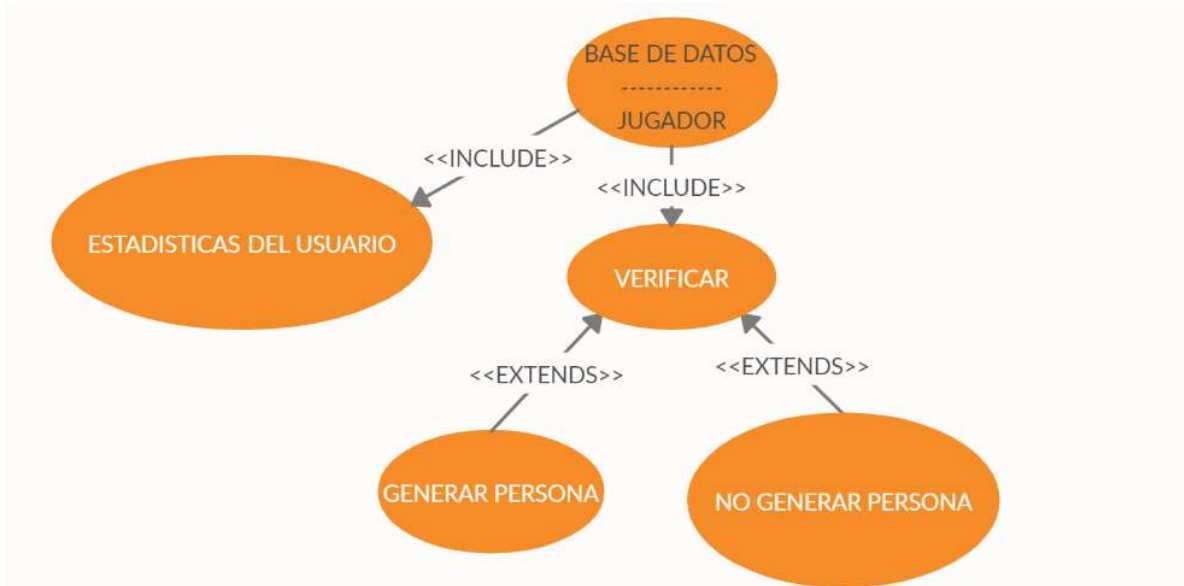 BASE DE DATOS
------------
JUGADOR
<<INCLUDE>>
<<INCLUDE>>
ESTADISTICAS DEL USUARIO
VERIFICAR
<<EXTENDS>>
<<EXTENDS>>
GENERAR PERSONA
NO GENERAR PERSONA